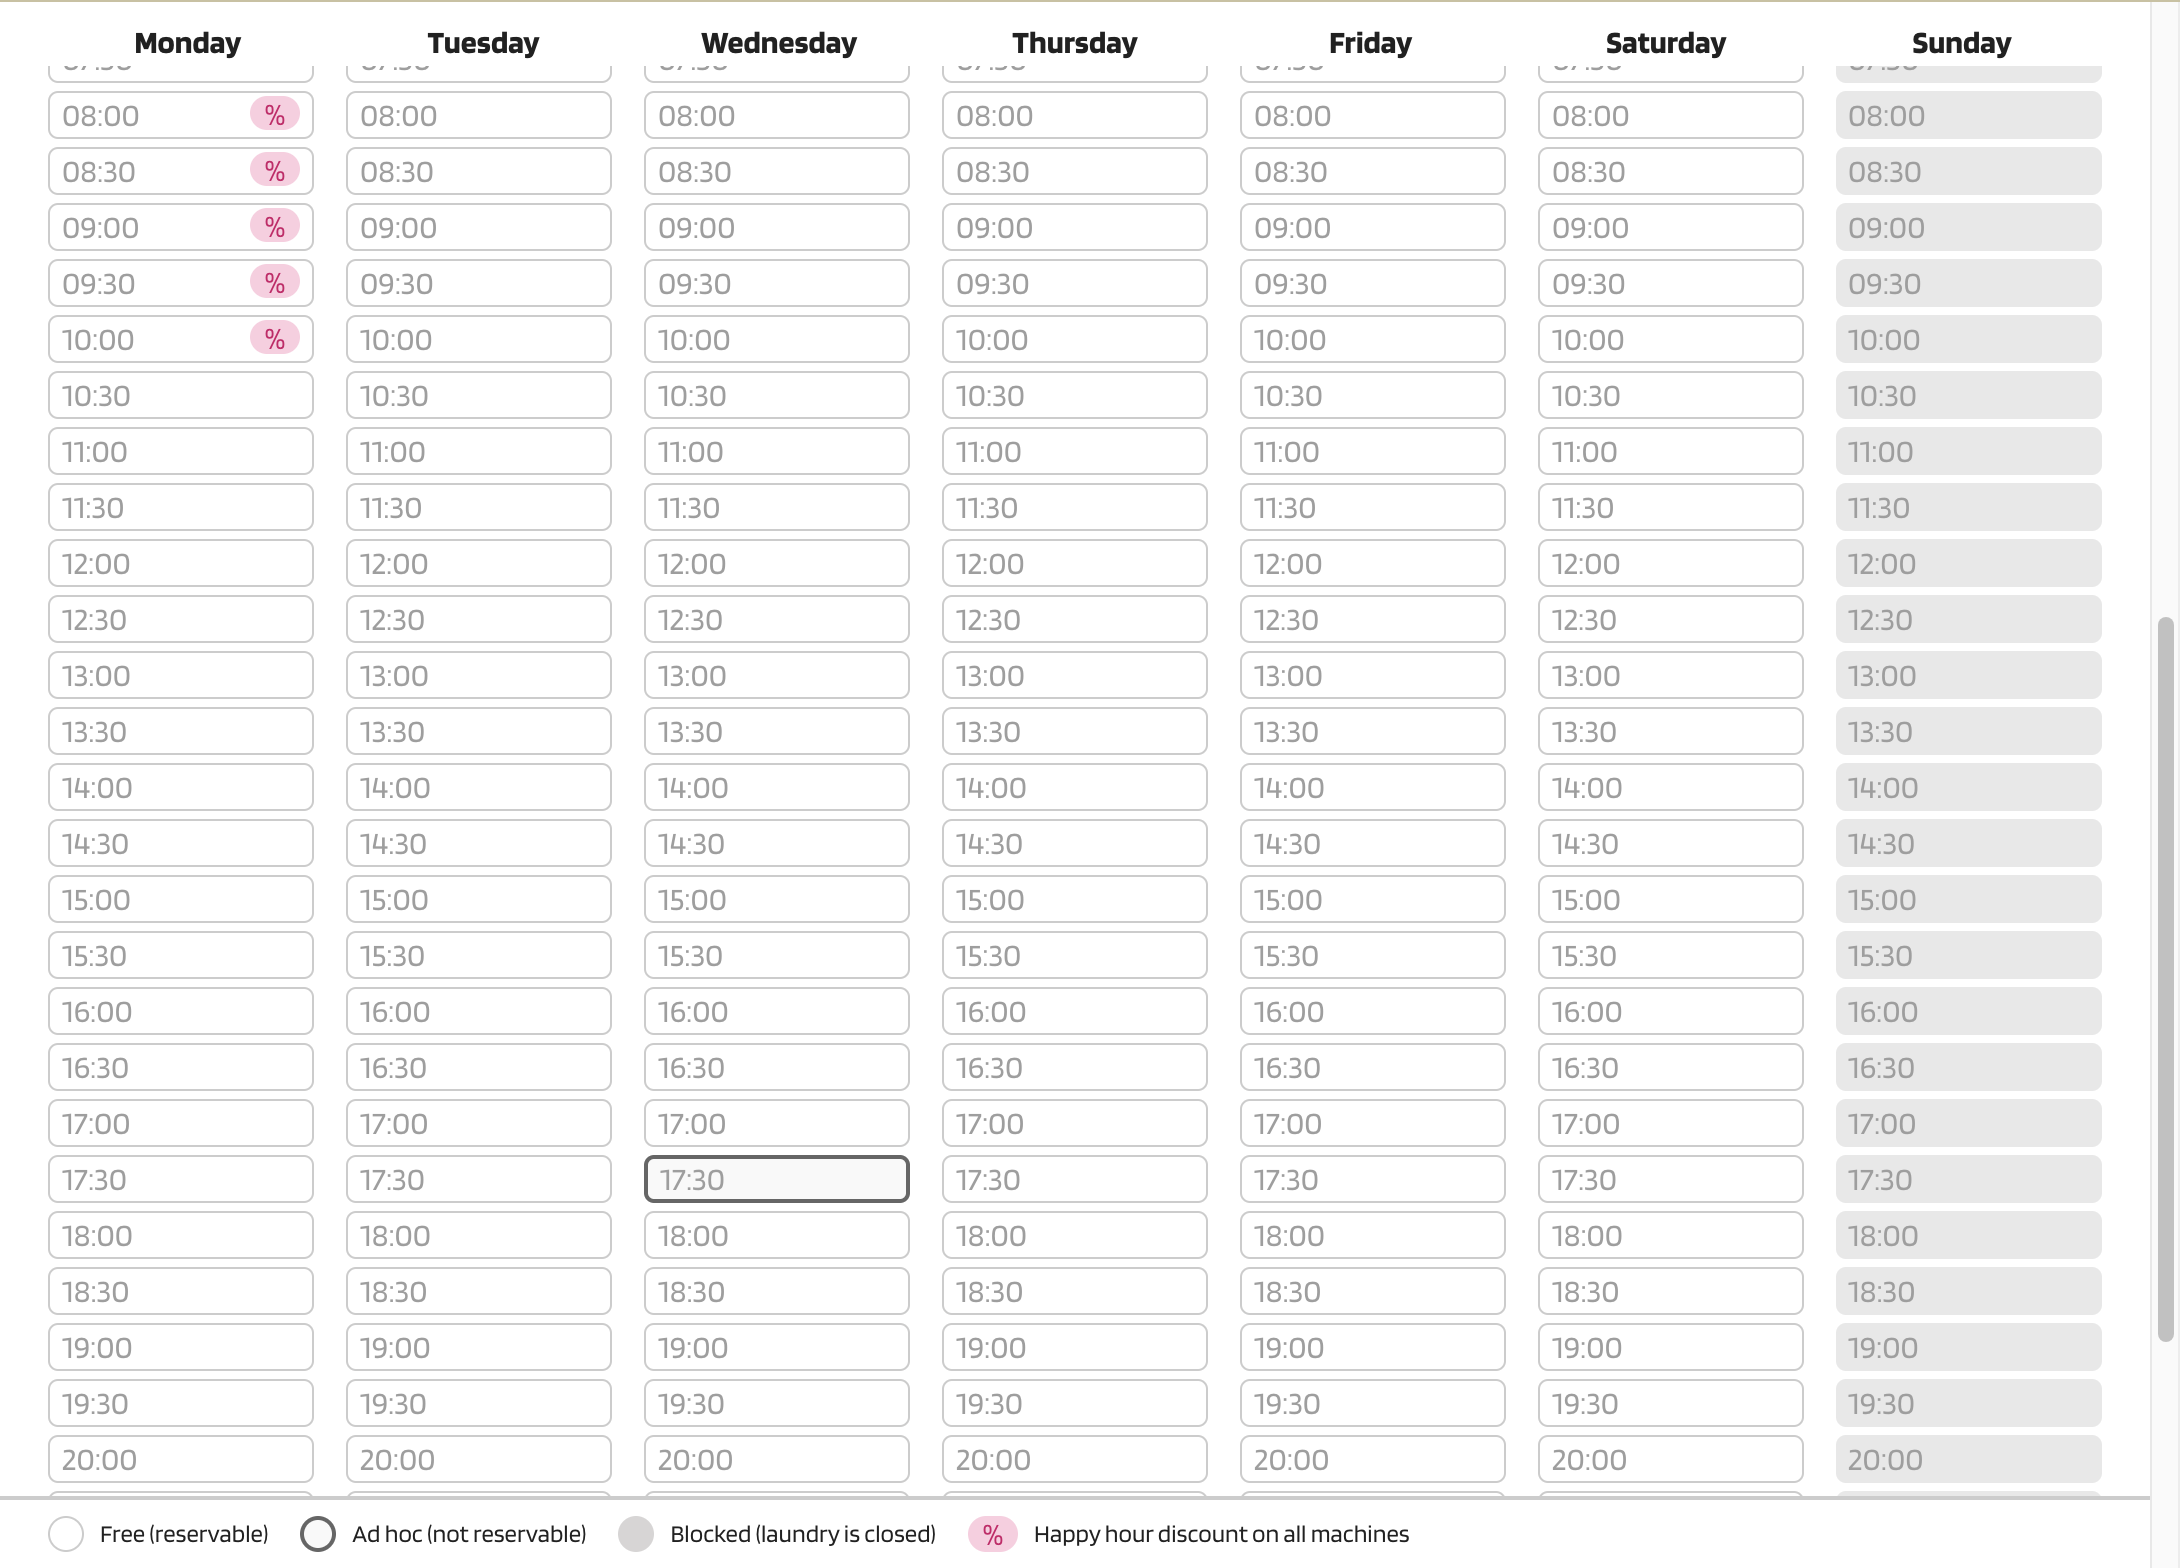 Monday Tuesday Wednesday Thursday Friday Saturday Sunday
08:00 % 08:00 08:00 08:00 08:00 08:00 08:00
08:30 % 08:30 08:30 08:30 08:30 08:30 08:30
09:00 % 09:00 09:00 09:00 09:00 09:00 09:00
09:30 % 09:30 09:30 09:30 09:30 09:30 09:30
10:00 % 10:00 10:00 10:00 10:00 10:00 10:00
10:30 10:30 10:30 10:30 10:30 10:30 10:30
11:00 11:00 11:00 11:00 11:00 11:00 11:00
11:30 11:30 11:30 11:30 11:30 11:30 11:30
12:00 12:00 12:00 12:00 12:00 12:00 12:00
12:30 12:30 12:30 12:30 12:30 12:30 12:30
13:00 13:00 13:00 13:00 13:00 13:00 13:00
13:30 13:30 13:30 13:30 13:30 13:30 13:30
14:00 14:00 14:00 14:00 14:00 14:00 14:00
14:30 14:30 14:30 14:30 14:30 14:30 14:30
15:00 15:00 15:00 15:00 15:00 15:00 15:00
15:30 15:30 15:30 15:30 15:30 15:30 15:30
16:00 16:00 16:00 16:00 16:00 16:00 16:00
16:30 16:30 16:30 16:30 16:30 16:30 16:30
17:00 17:00 17:00 17:00 17:00 17:00 17:00
17:30 17:30 17:30 17:30 17:30 17:30 17:30
18:00 18:00 18:00 18:00 18:00 18:00 18:00
18:30 18:30 18:30 18:30 18:30 18:30 18:30
19:00 19:00 19:00 19:00 19:00 19:00 19:00
19:30 19:30 19:30 19:30 19:30 19:30 19:30
20:00 20:00 20:00 20:00 20:00 20:00 20:00
Free (reservable) Ad hoc (not reservable) Blocked (laundry is closed) % Happy hour discount on all machines